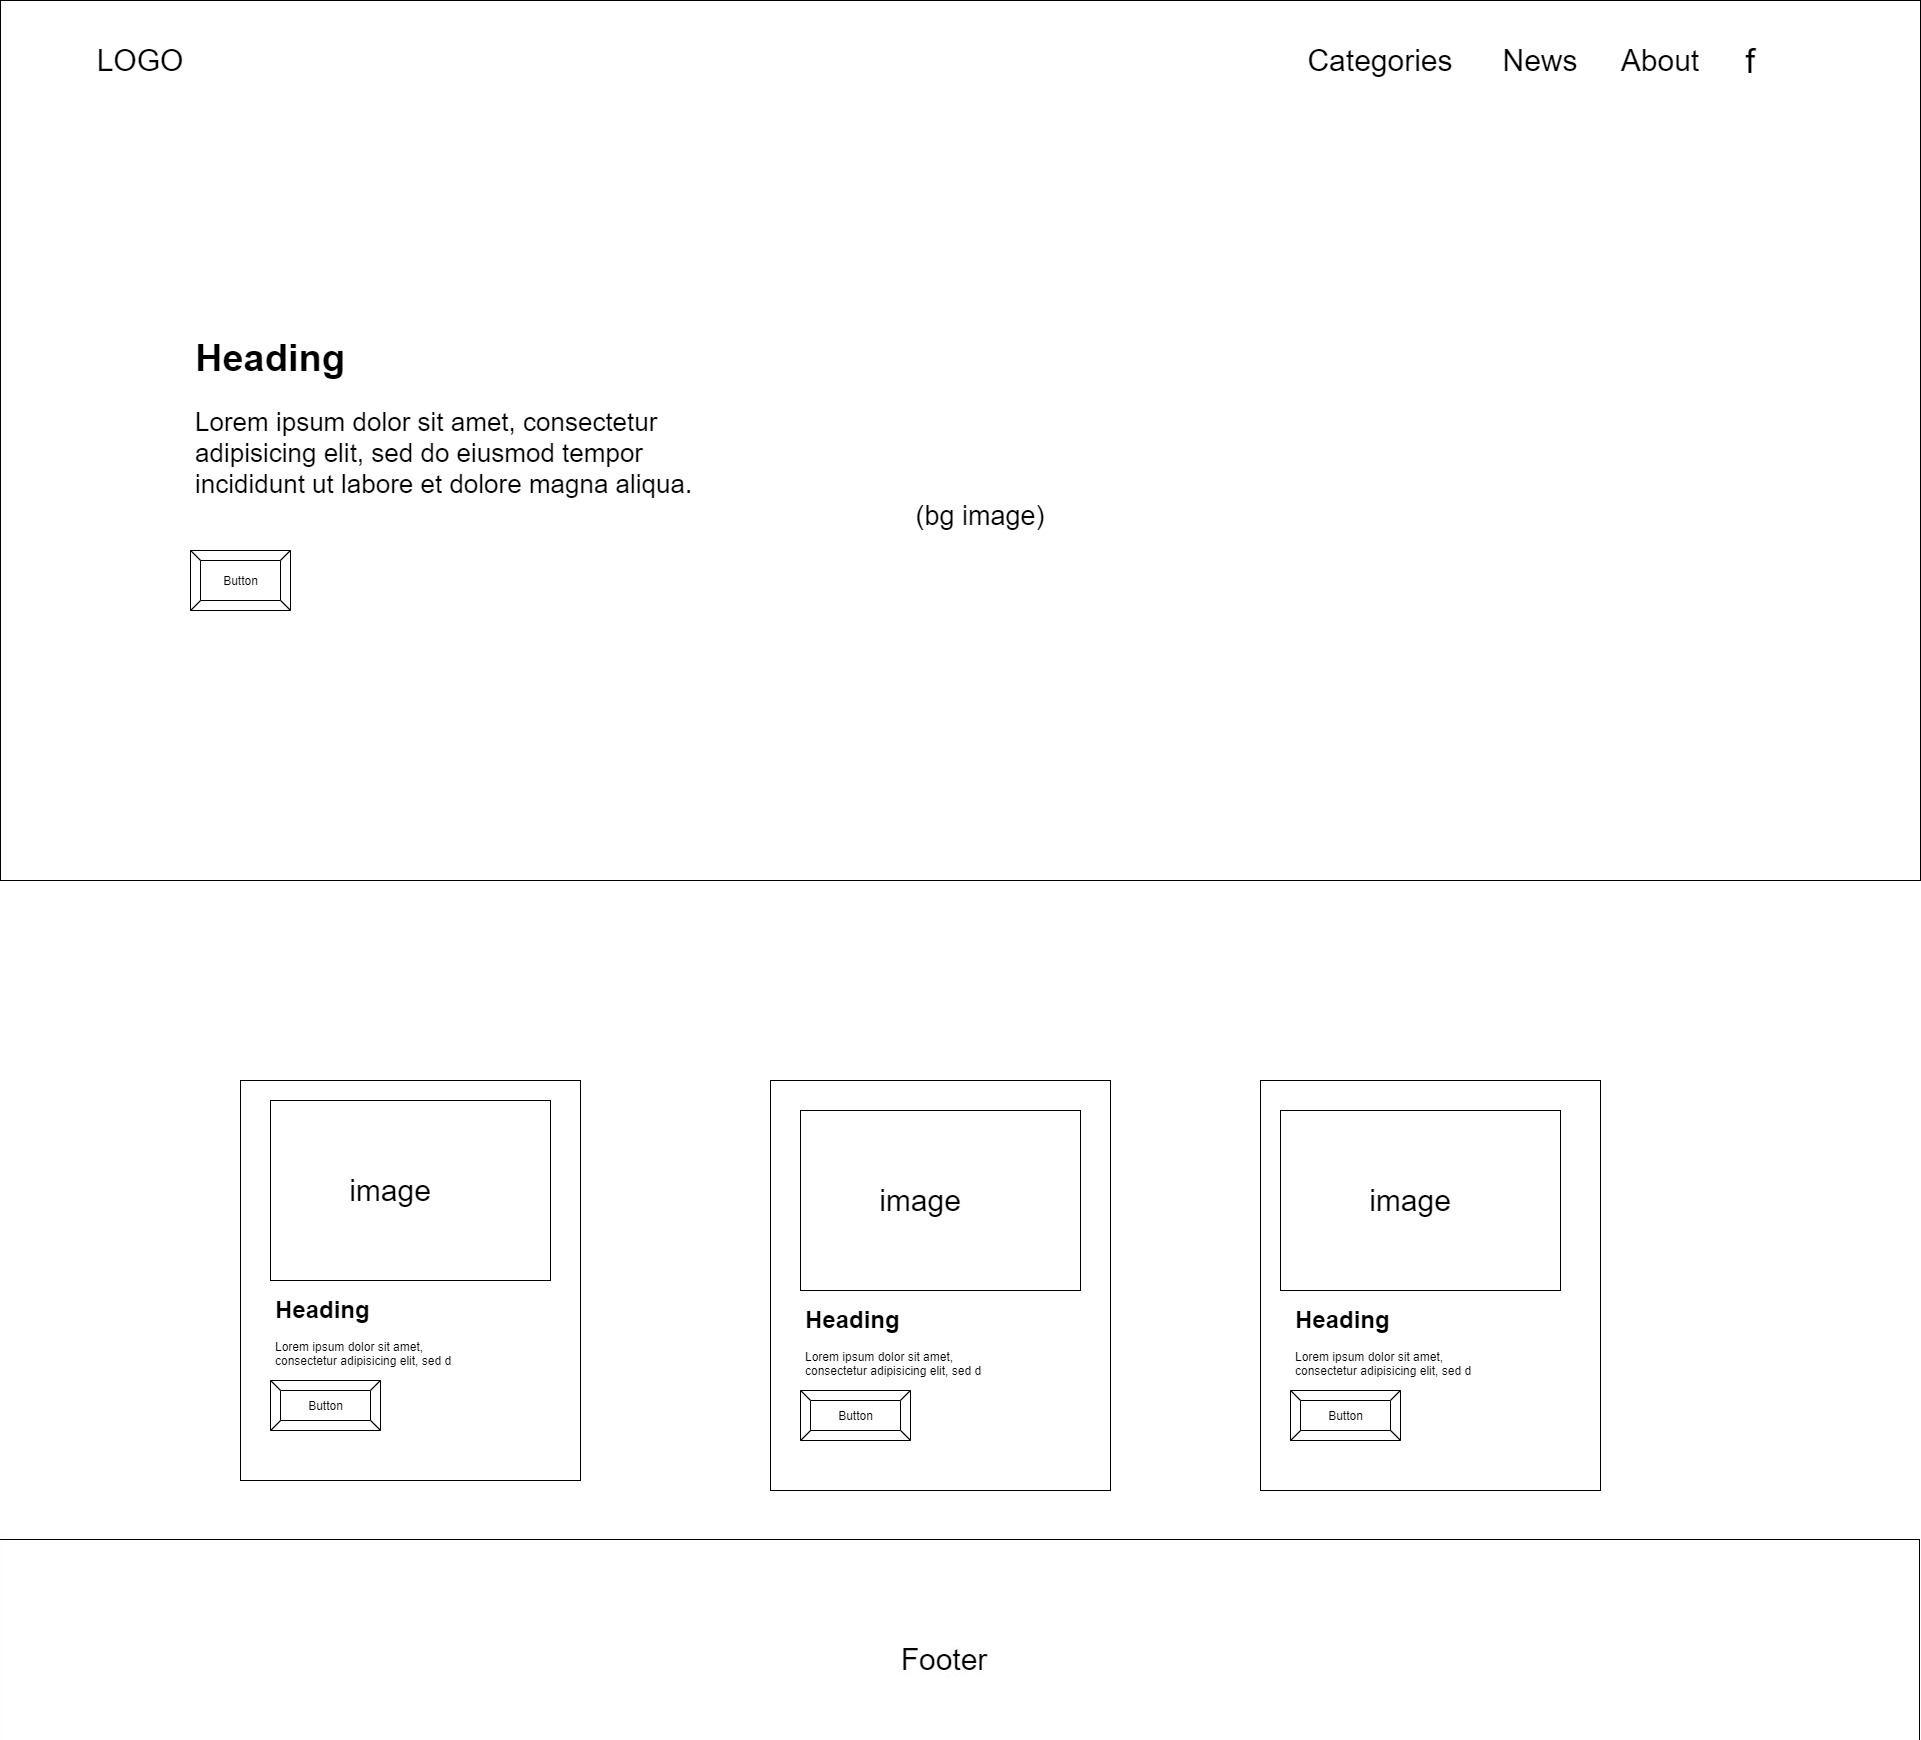 LOGO
Categories
News
About
f
Heading
Lorem ipsum dolor sit amet, consectetur
adipisicing elit, sed do eiusmod tempor
incididunt ut labore et dolore magna aliqua.
(bg image)
Button
image
Heading
Lorem ipsum dolor sit amet,
consectetur adipisicing elit, sed d
Button
image
Heading
Lorem ipsum dolor sit amet,
consectetur adipisicing elit, sed d
Button
image
Heading
Lorem ipsum dolor sit amet,
consectetur adipisicing elit, sed d
Button
Footer